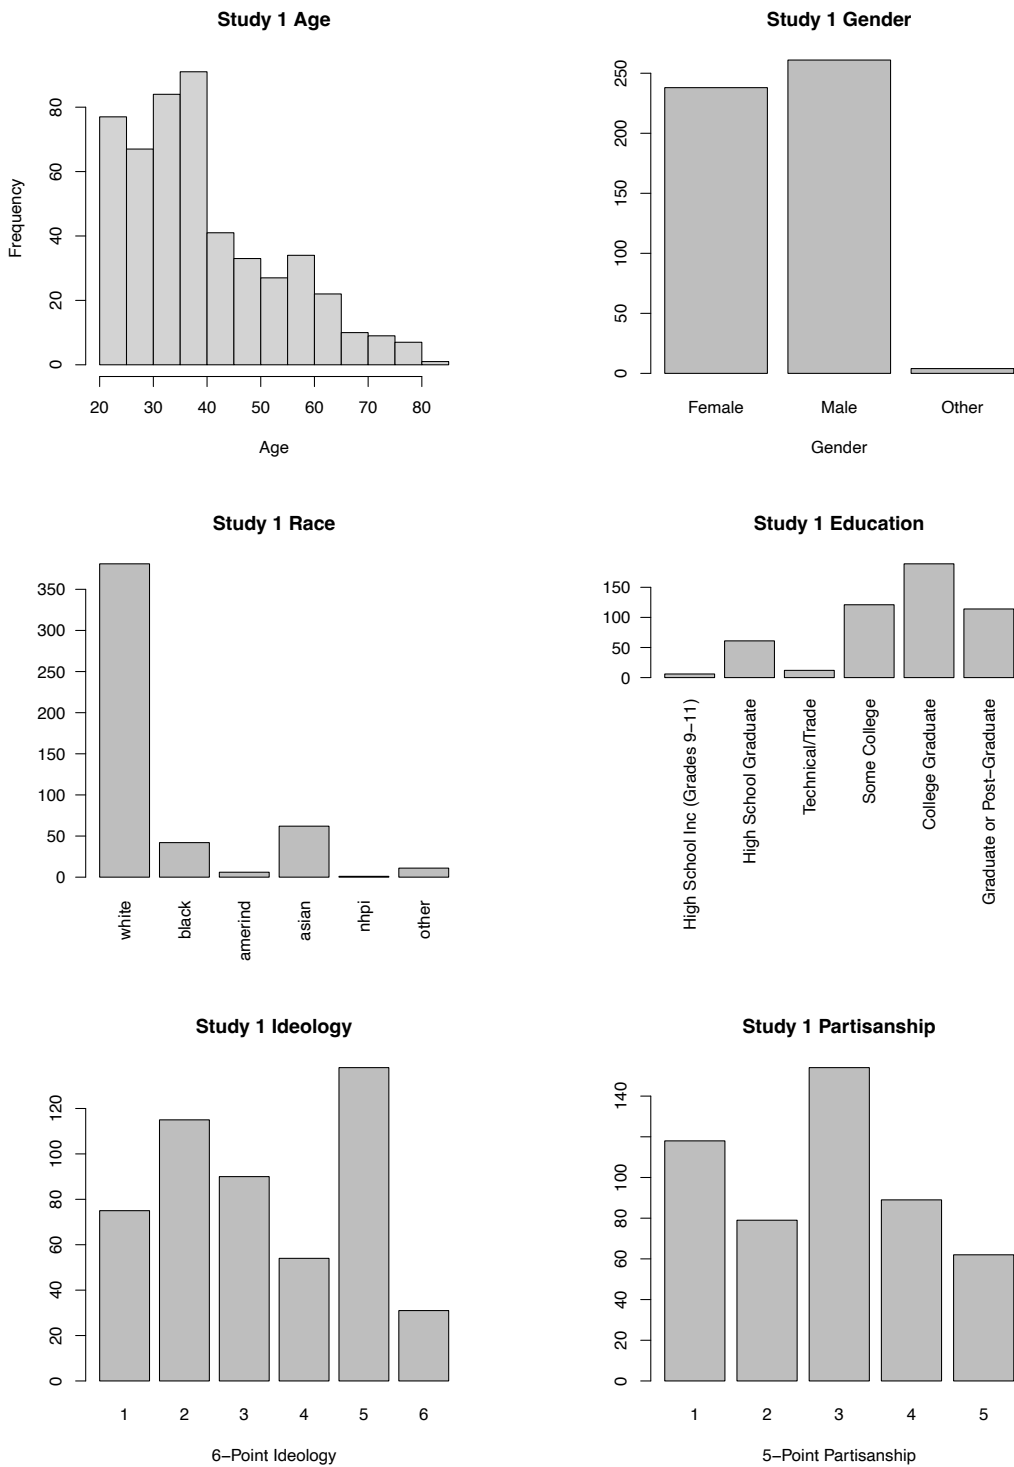 Study 1 Age
Frequency
80
60
40
20
0
20 30 40 50 60 70 80
Age
Study 1 Gender
250
200
150
100
50
0
Female Male Other
Gender
Study 1 Race
350
300
250
200
150
100
50
0
white black amerind asian nhpi other
Study 1 Education
150
100
50
0
High School Inc (Grades 9−11)
High School Graduate
Technical/Trade
Some College
College Graduate
Graduate or Post−Graduate
Study 1 Ideology
120
100
80
60
40
20
0
1 2 3 4 5 6
6−Point Ideology
Study 1 Partisanship
140
100
80
60
40
20
0
1 2 3 4 5
5−Point Partisanship